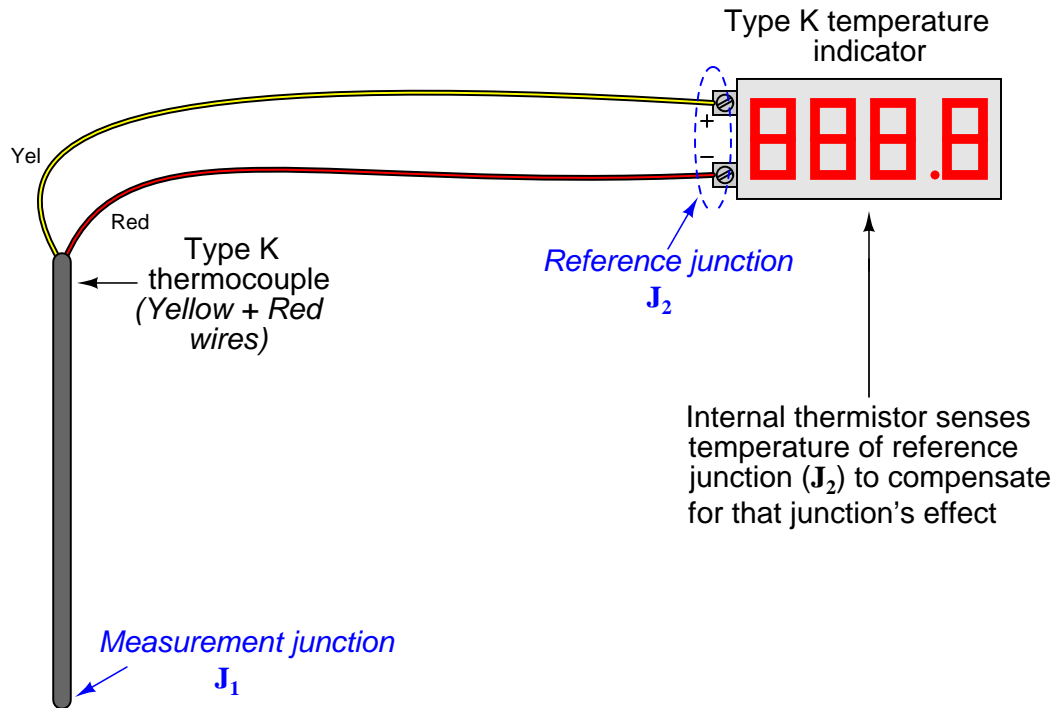 Type K temperature
indicator
+
–
888.8
Yel
Red
Type K
thermocouple
(Yellow + Red
wires)
Reference junction
J2
Internal thermistor senses
temperature of reference
junction (J2) to compensate
for that junction's effect
Measurement junction
J1